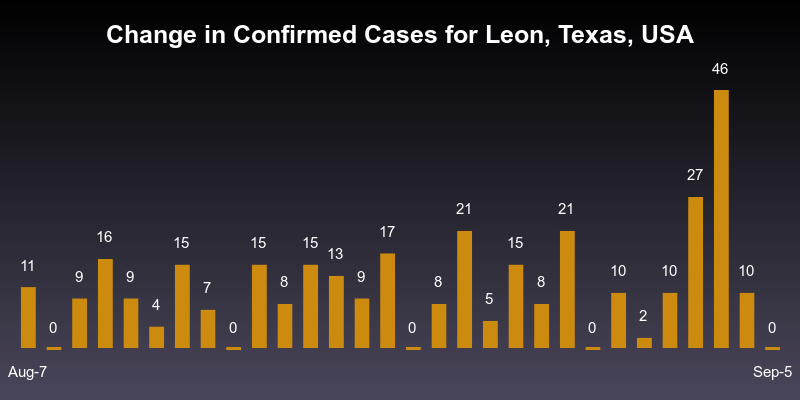 Change in Confirmed Cases for Leon, Texas, USA
11 0 9 16 9 4 15 7 0 15 8 15 13 9 17 0 8 21 5 15 8 21 0 10 2 10 27 46 10 0
Aug-7 Sep-5